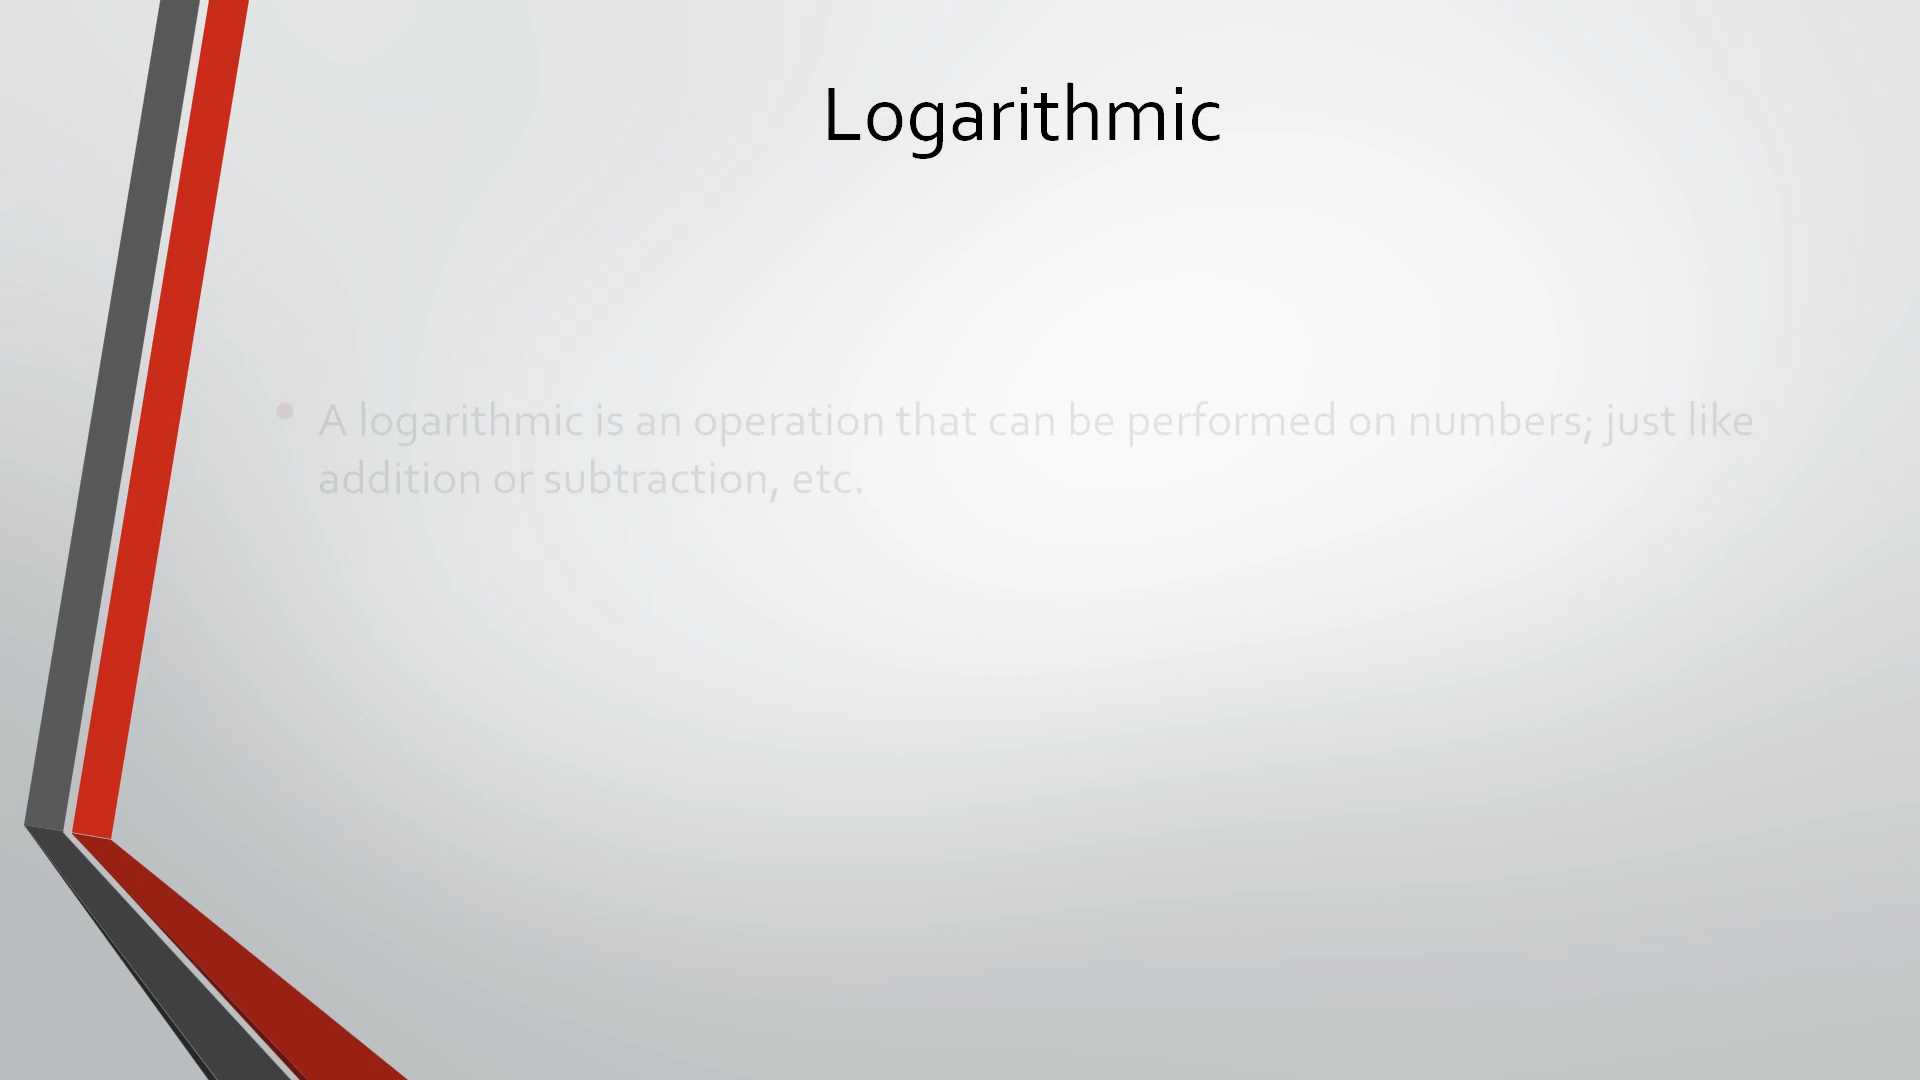 Logarithmic
• A logarithmic is an operation that can be performed on numbers; just like
addition or subtraction, etc.